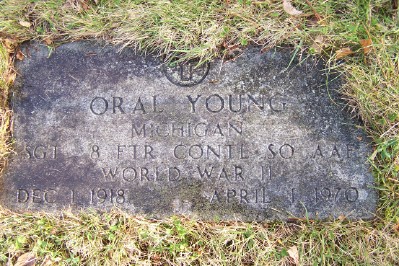 ORAL YOUNG
MICHIGAN
SGT 8 FTR CONTL SQ AAF
WORLD WAR II
DEC 1 1918 APRIL 1 1970